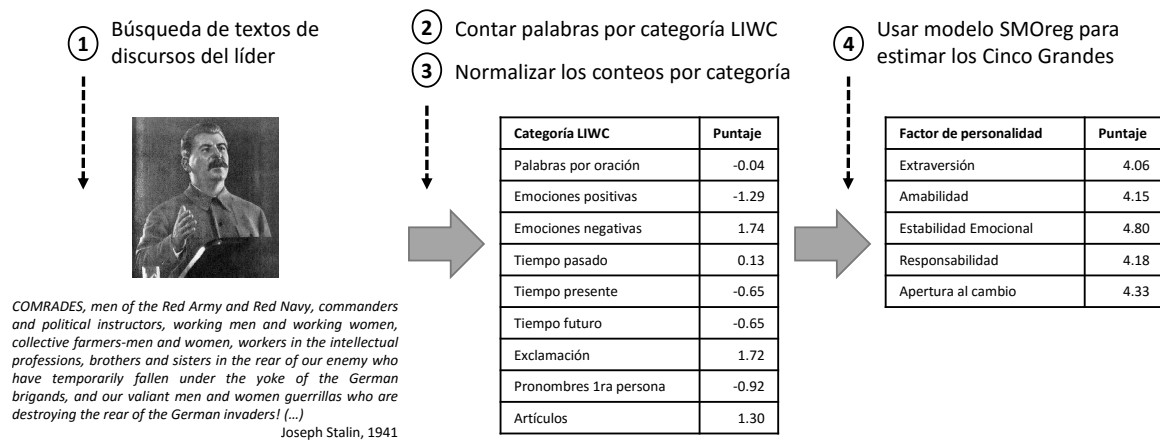 1 Búsqueda de textos de
discursos del líder
COMRADES, men of the Red Army and Red Navy, commanders
and political instructors, working men and working women,
collective farmers-men and women, workers in the intellectual
professions, brothers and sisters in the rear of our enemy who
have temporarily fallen under the yoke of the German
brigands, and our valiant men and women guerrillas who are
destroying the rear of the German invaders! (…)
Joseph Stalin, 1941
2 Contar palabras por categoría LIWC
3 Normalizar los conteos por categoría
Categoría LIWC Puntaje
Palabras por oración -0.04
Emociones positivas -1.29
Emociones negativas 1.74
Tiempo pasado 0.13
Tiempo presente -0.65
Tiempo futuro -0.65
Exclamación 1.72
Pronombres 1ra persona -0.92
Artículos 1.30
4 Usar modelo SMOreg para
estimar los Cinco Grandes
Factor de personalidad Puntaje
Extraversión 4.06
Amabilidad 4.15
Estabilidad Emocional 4.80
Responsabilidad 4.18
Apertura al cambio 4.33